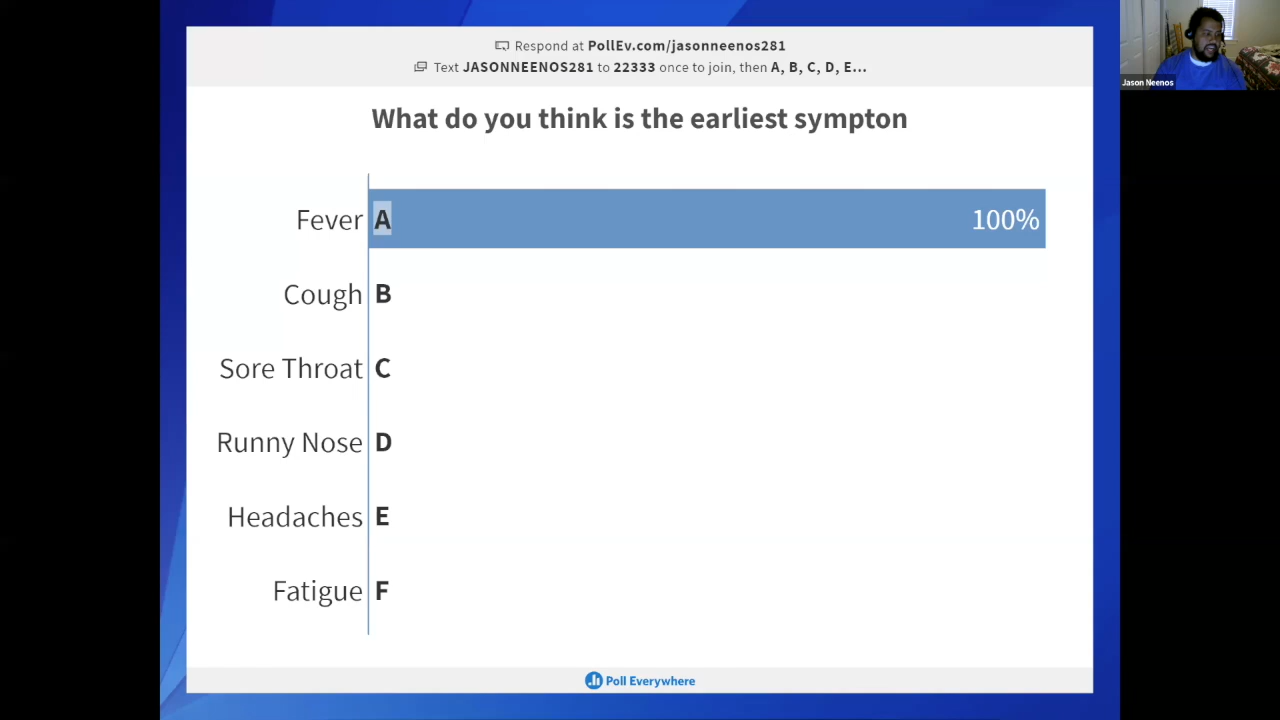 Respond at PollEv.com/jasonneenos281
Text JASONNEENOS281 to 22333 once to join, then A, B, C, D, E...
Jason Neenos
What do you think is the earliest sympton
Fever A 100%
Cough B
Sore Throat C
Runny Nose D
Headaches E
Fatigue F
Poll Everywhere